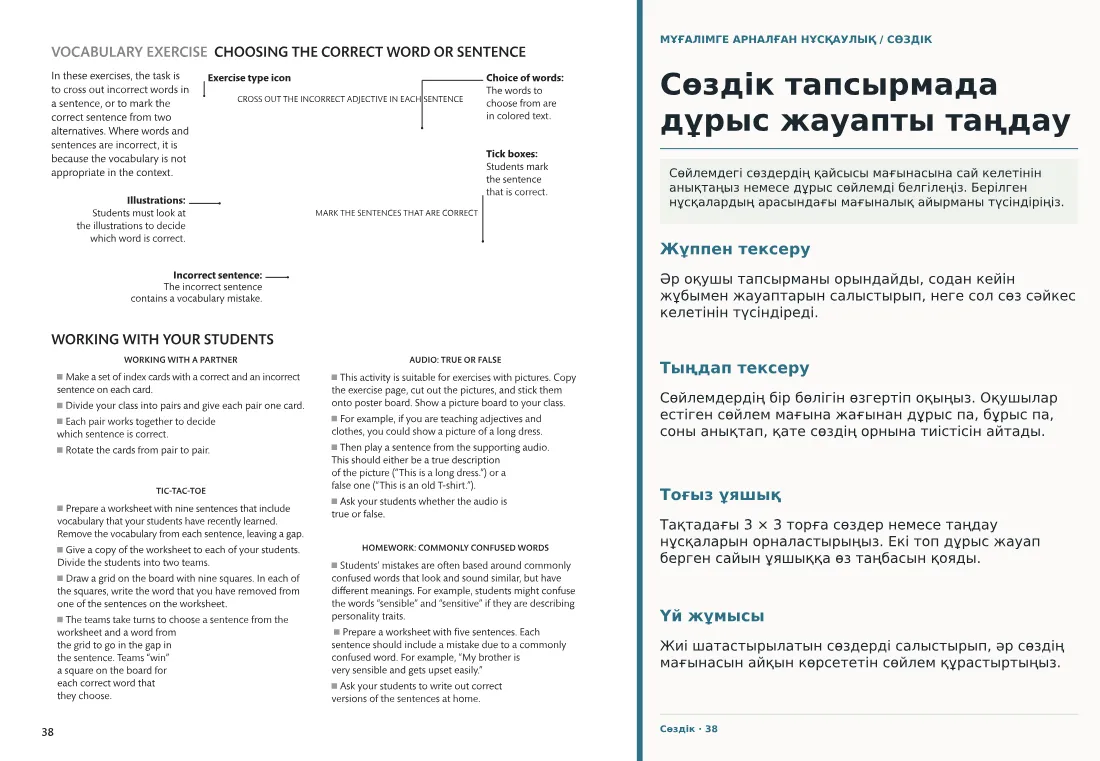 VOCABULARY EXERCISE CHOOSING THE CORRECT WORD OR SENTENCE
In these exercises, the task is
to cross out incorrect words in
a sentence, or to mark the
correct sentence from two
alternatives. Where words and
sentences are incorrect, it is
because the vocabulary is not
appropriate in the context.
Exercise type icon
CROSS OUT THE INCORRECT ADJECTIVE IN EACH SENTENCE
Choice of words:
The words to
choose from are
in colored text.
Tick boxes:
Students mark
the sentence
that is correct.
Illustrations:
Students must look at
the illustrations to decide
which word is correct.
MARK THE SENTENCES THAT ARE CORRECT
Incorrect sentence:
The incorrect sentence
contains a vocabulary mistake.
WORKING WITH YOUR STUDENTS
WORKING WITH A PARTNER
■ Make a set of index cards with a correct and an incorrect
sentence on each card.
■ Divide your class into pairs and give each pair one card.
■ Each pair works together to decide
which sentence is correct.
■ Rotate the cards from pair to pair.
TIC-TAC-TOE
■ Prepare a worksheet with nine sentences that include
vocabulary that your students have recently learned.
Remove the vocabulary from each sentence, leaving a gap.
■ Give a copy of the worksheet to each of your students.
Divide the students into two teams.
■ Draw a grid on the board with nine squares. In each of
the squares, write the word that you have removed from
one of the sentences on the worksheet.
■ The teams take turns to choose a sentence from the
worksheet and a word from
the grid to go in the gap in
the sentence. Teams “win”
a square on the board for
each correct word that
they choose.
AUDIO: TRUE OR FALSE
■ This activity is suitable for exercises with pictures. Copy
the exercise page, cut out the pictures, and stick them
onto poster board. Show a picture board to your class.
■ For example, if you are teaching adjectives and
clothes, you could show a picture of a long dress.
■ Then play a sentence from the supporting audio.
This should either be a true description
of the picture (“This is a long dress.”) or a
false one (“This is an old T-shirt.”).
■ Ask your students whether the audio is
true or false.
HOMEWORK: COMMONLY CONFUSED WORDS
■ Students’ mistakes are often based around commonly
confused words that look and sound similar, but have
different meanings. For example, students might confuse
the words “sensible” and “sensitive” if they are describing
personality traits.
■ Prepare a worksheet with five sentences. Each
sentence should include a mistake due to a commonly
confused word. For example, “My brother is
very sensible and gets upset easily.”
■ Ask your students to write out correct
versions of the sentences at home.
38
МҰҒАЛІМГЕ АРНАЛҒАН НҰСҚАУЛЫҚ / СӨЗДІК
Сөздік тапсырмада
дұрыс жауапты таңдау
Сөйлемдегі сөздердің қайсысы мағынасына сай келетінін
анықтаңыз немесе дұрыс сөйлемді белгілеңіз. Берілген
нұсқалардың арасындағы мағыналық айырманы түсіндіріңіз.
Жұппен тексеру
Әр оқушы тапсырманы орындайды, содан кейін
жұбымен жауаптарын салыстырып, неге сол сөз сәйкес
келетінін түсіндіреді.
Тыңдап тексеру
Сөйлемдердің бір бөлігін өзгертіп оқыңыз. Оқушылар
естіген сөйлем мағына жағынан дұрыс па, бұрыс па,
соны анықтап, қате сөздің орнына тиістісін айтады.
Тоғыз ұяшық
Тақтадағы 3 × 3 торға сөздер немесе таңдау
нұсқаларын орналастырыңыз. Екі топ дұрыс жауап
берген сайын ұяшыққа өз таңбасын қояды.
Үй жұмысы
Жиі шатастырылатын сөздерді салыстырып, әр сөздің
мағынасын айқын көрсететін сөйлем құрастыртыңыз.
Сөздік · 38